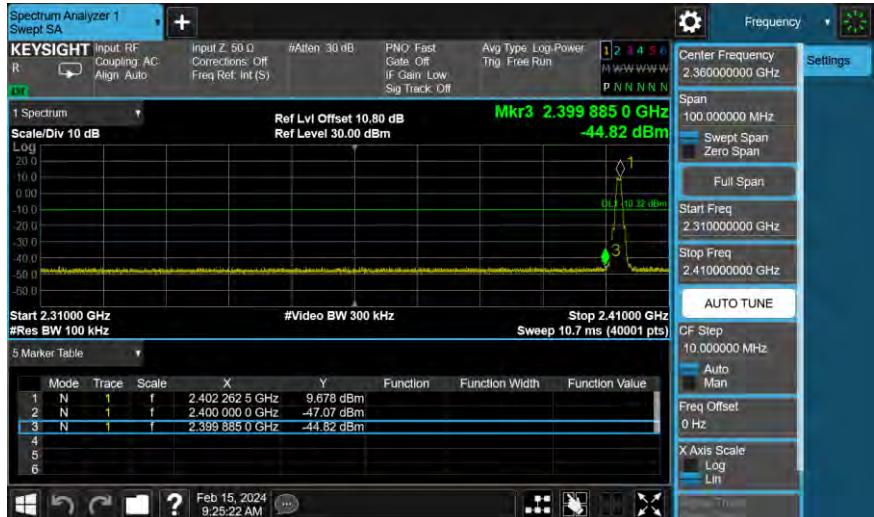 Spectrum Analyzer 1
Swept SA
+
Frequency
KEYSIGHT
R
Input: RF
Coupling: AC
Align: Auto
Input Z: 50 Ω
Corrections: Off
Freq Ref: Int (S)
#Atten: 30 dB
PNO: Fast
Gate: Off
IF Gain: Low
Sig Track: Off
Avg Type: Log-Power
Trig: Free Run
1 2 3 4 5 6
M W W W W W
P N N N N N
1 Spectrum
Scale/Div 10 dB
Ref Lvl Offset 10.80 dB
Ref Level 30.00 dBm
Mkr3 2.399 885 0 GHz
-44.82 dBm
Log
20.0
10.0
0.00
-10.0
-20.0
-30.0
-40.0
-50.0
-60.0
1
DL1 -10.32 dBm
3
Start 2.31000 GHz
#Res BW 100 kHz
#Video BW 300 kHz
Stop 2.41000 GHz
Sweep 10.7 ms (40001 pts)
5 Marker Table
Mode Trace Scale X Y Function Function Width Function Value
1 N 1 f 2.402 262 5 GHz 9.678 dBm
2 N 1 f 2.400 000 0 GHz -47.07 dBm
3 N 1 f 2.399 885 0 GHz -44.82 dBm
4
5
6
Feb 15, 2024
9:25:22 AM
?
Center Frequency
2.360000000 GHz
Settings
Span
100.000000 MHz
Swept Span
Zero Span
Full Span
Start Freq
2.310000000 GHz
Stop Freq
2.410000000 GHz
AUTO TUNE
CF Step
10.000000 MHz
Auto
Man
Freq Offset
0 Hz
X Axis Scale
Log
Lin